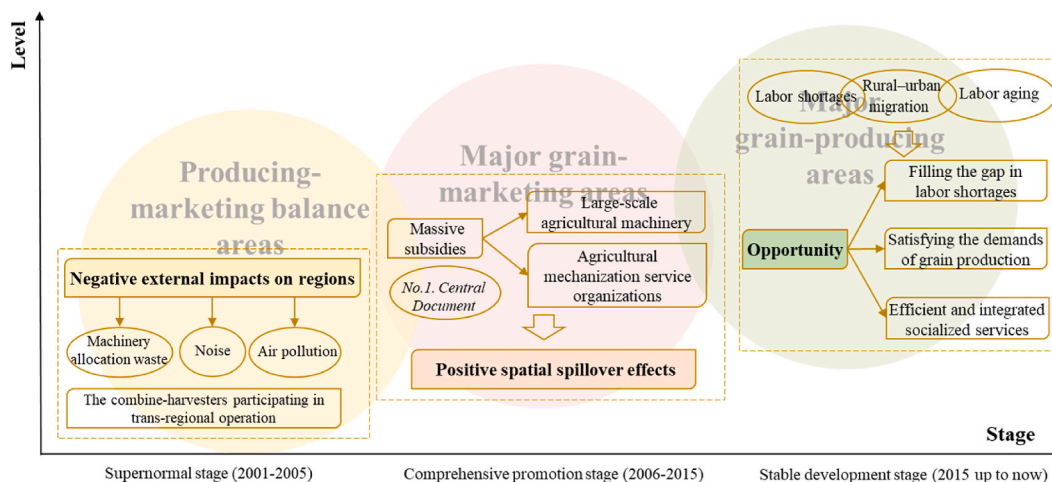 Level
Producing-
marketing balance
areas
Negative external impacts on regions
Machinery
allocation waste
Noise
Air pollution
The combine-harvesters participating in
trans-regional operation
Major grain-
marketing areas
Massive
subsidies
Large-scale
agricultural machinery
Agricultural
mechanization service
organizations
No.1. Central
Document
Positive spatial spillover effects
Major
grain-producing
areas
Labor shortages
Rural–urban
migration
Labor aging
Filling the gap in
labor shortages
Opportunity
Satisfying the demands
of grain production
Efficient and integrated
socialized services
Stage
Supernormal stage (2001-2005)
Comprehensive promotion stage (2006-2015)
Stable development stage (2015 up to now)